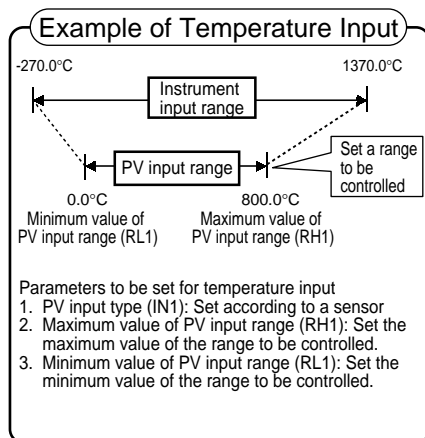 Example of Temperature Input
-270.0°C 1370.0°C
Instrument
input range
PV input range
Set a range
to be
controlled
0.0°C 800.0°C
Minimum value of Maximum value of
PV input range (RL1) PV input range (RH1)
Parameters to be set for temperature input
1. PV input type (IN1): Set according to a sensor
2. Maximum value of PV input range (RH1): Set the
maximum value of the range to be controlled.
3. Minimum value of PV input range (RL1): Set the
minimum value of the range to be controlled.